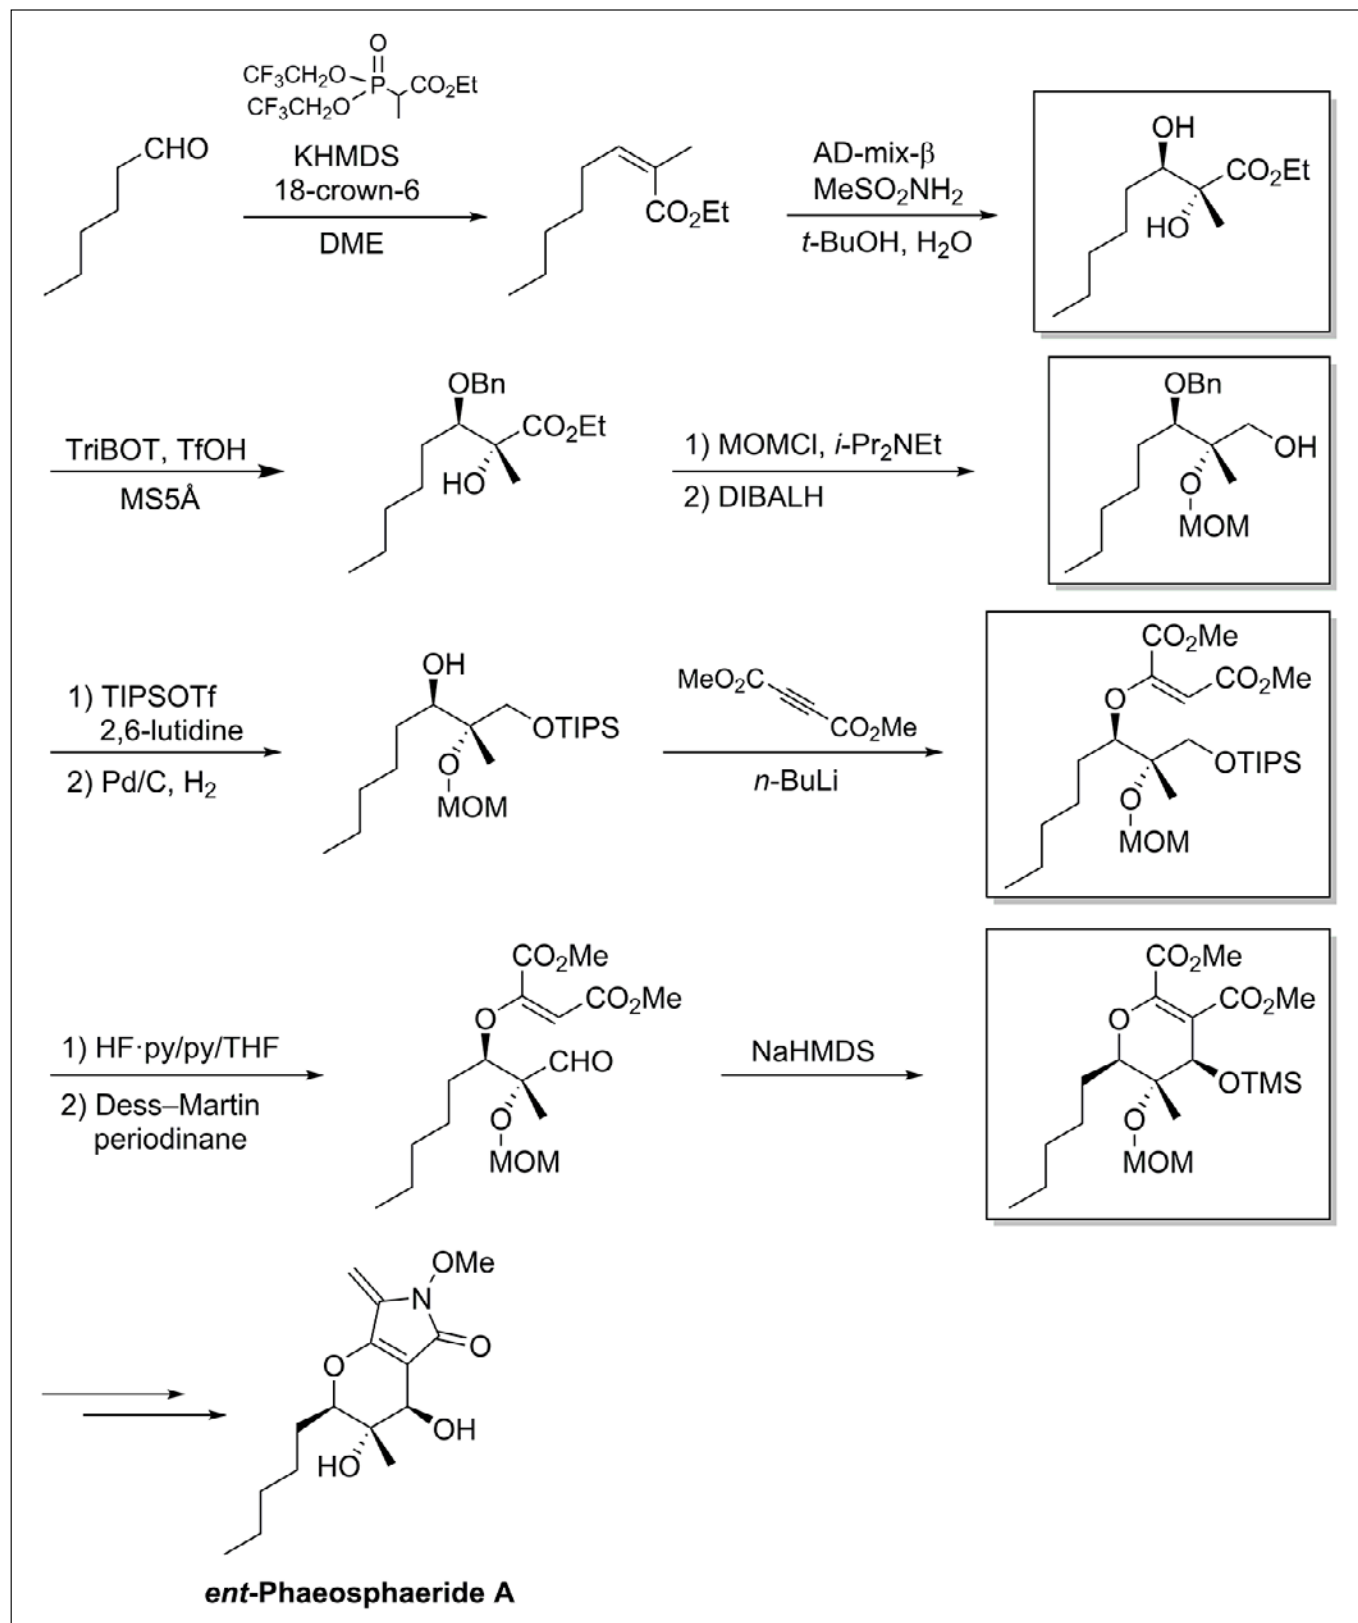 O
CF3CH2O
P
CO2Et
CF3CH2O
CHO
KHMDS
18-crown-6
DME
CO2Et
AD-mix-β
MeSO2NH2
t-BuOH, H2O
OH
CO2Et
HO
TriBOT, TfOH
MS5Å
OBn
CO2Et
HO
1) MOMCl, i-Pr2NEt
2) DIBALH
OBn
OH
O
MOM
1) TIPSOTf
2,6-lutidine
2) Pd/C, H2
OH
OTIPS
O
MOM
MeO2C
CO2Me
n-BuLi
CO2Me
CO2Me
O
OTIPS
O
MOM
1) HF·py/py/THF
2) Dess–Martin
periodinane
CO2Me
CO2Me
O
CHO
O
MOM
NaHMDS
CO2Me
CO2Me
O
OTMS
O
MOM
OMe
N
O
O
OH
HO
ent-Phaeosphaeride A